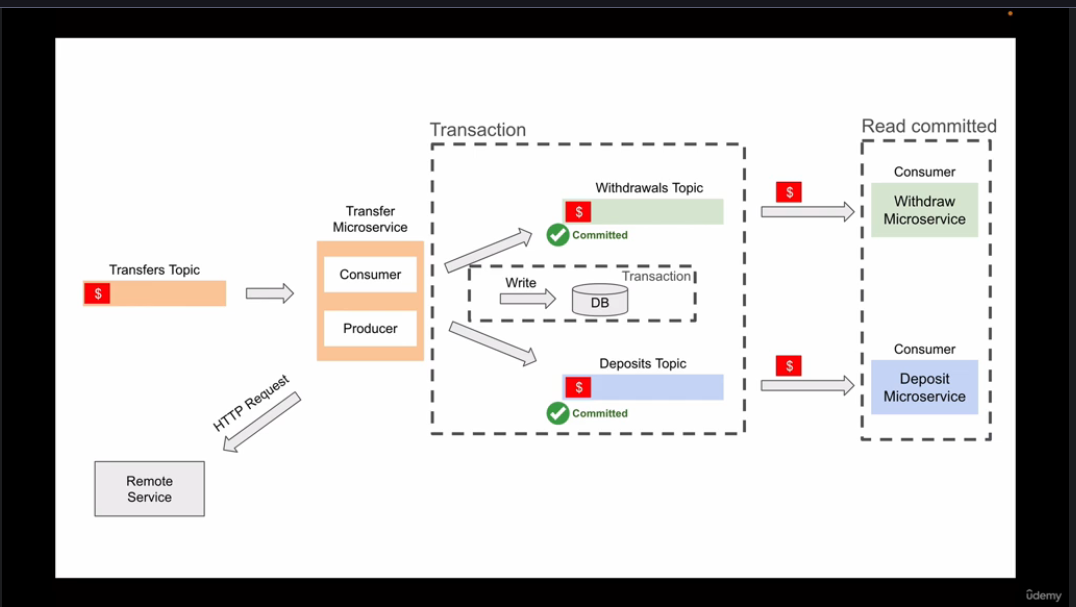 Transaction
Read committed
Consumer
Withdraw
Microservice
Withdrawals Topic
$
$
Committed
Transfer
Microservice
Consumer
Producer
Transfers Topic
$
Write
Transaction
DB
Deposits Topic
$
$
Committed
Consumer
Deposit
Microservice
HTTP Request
Remote
Service
ûdemy